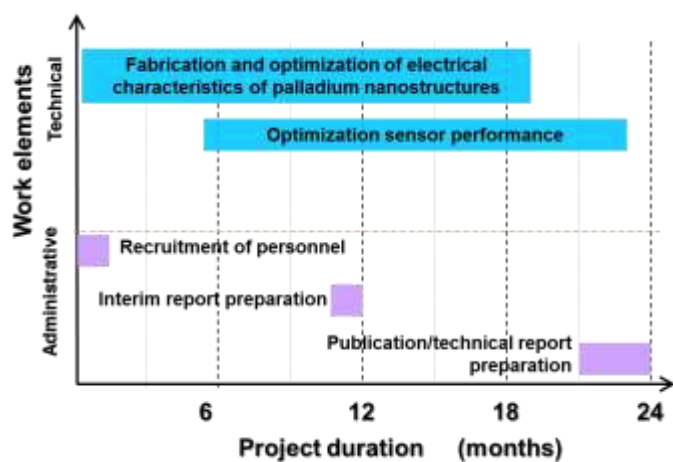 Work elements
Technical
Administrative
Fabrication and optimization of electrical
characteristics of palladium nanostructures
Optimization sensor performance
Recruitment of personnel
Interim report preparation
Publication/technical report
preparation
6 12 18 24
Project duration (months)